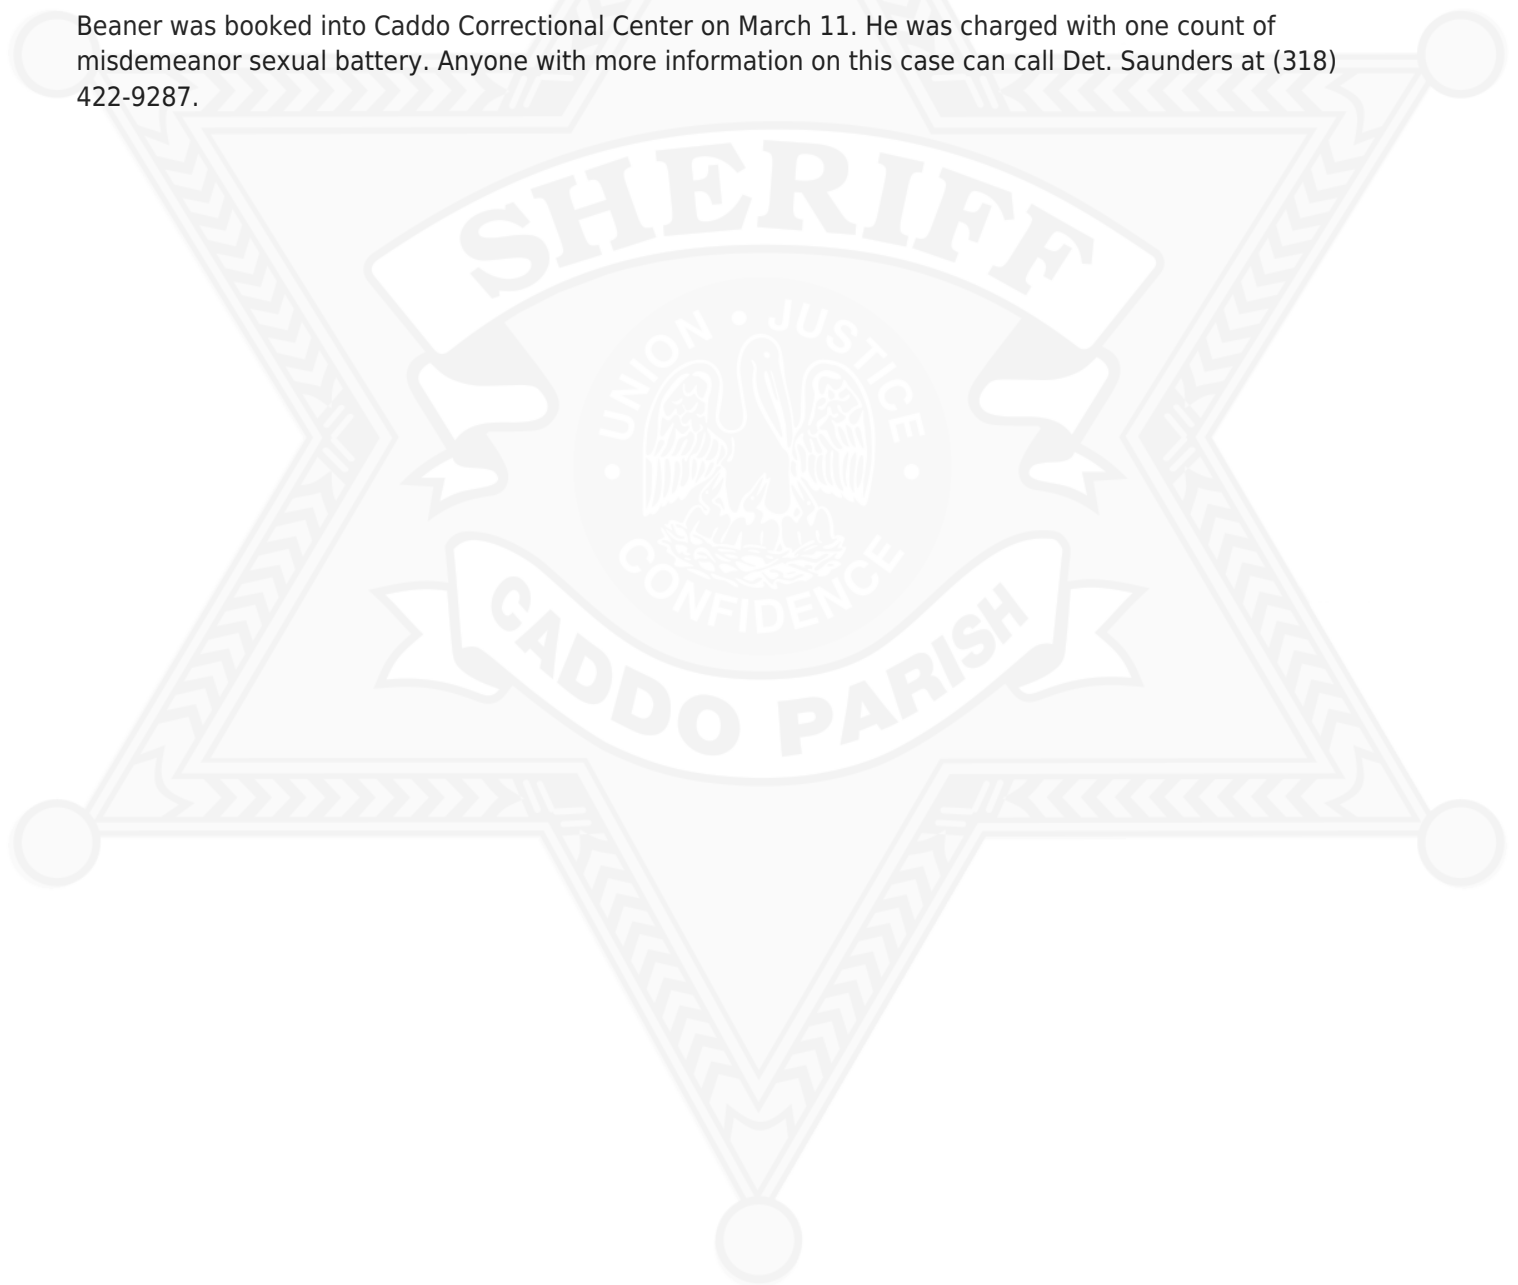 Beaner was booked into Caddo Correctional Center on March 11. He was charged with one count of
misdemeanor sexual battery. Anyone with more information on this case can call Det. Saunders at (318)
422-9287.
SHERIFF
UNION • JUSTICE
• CONFIDENCE •
CADDO PARISH